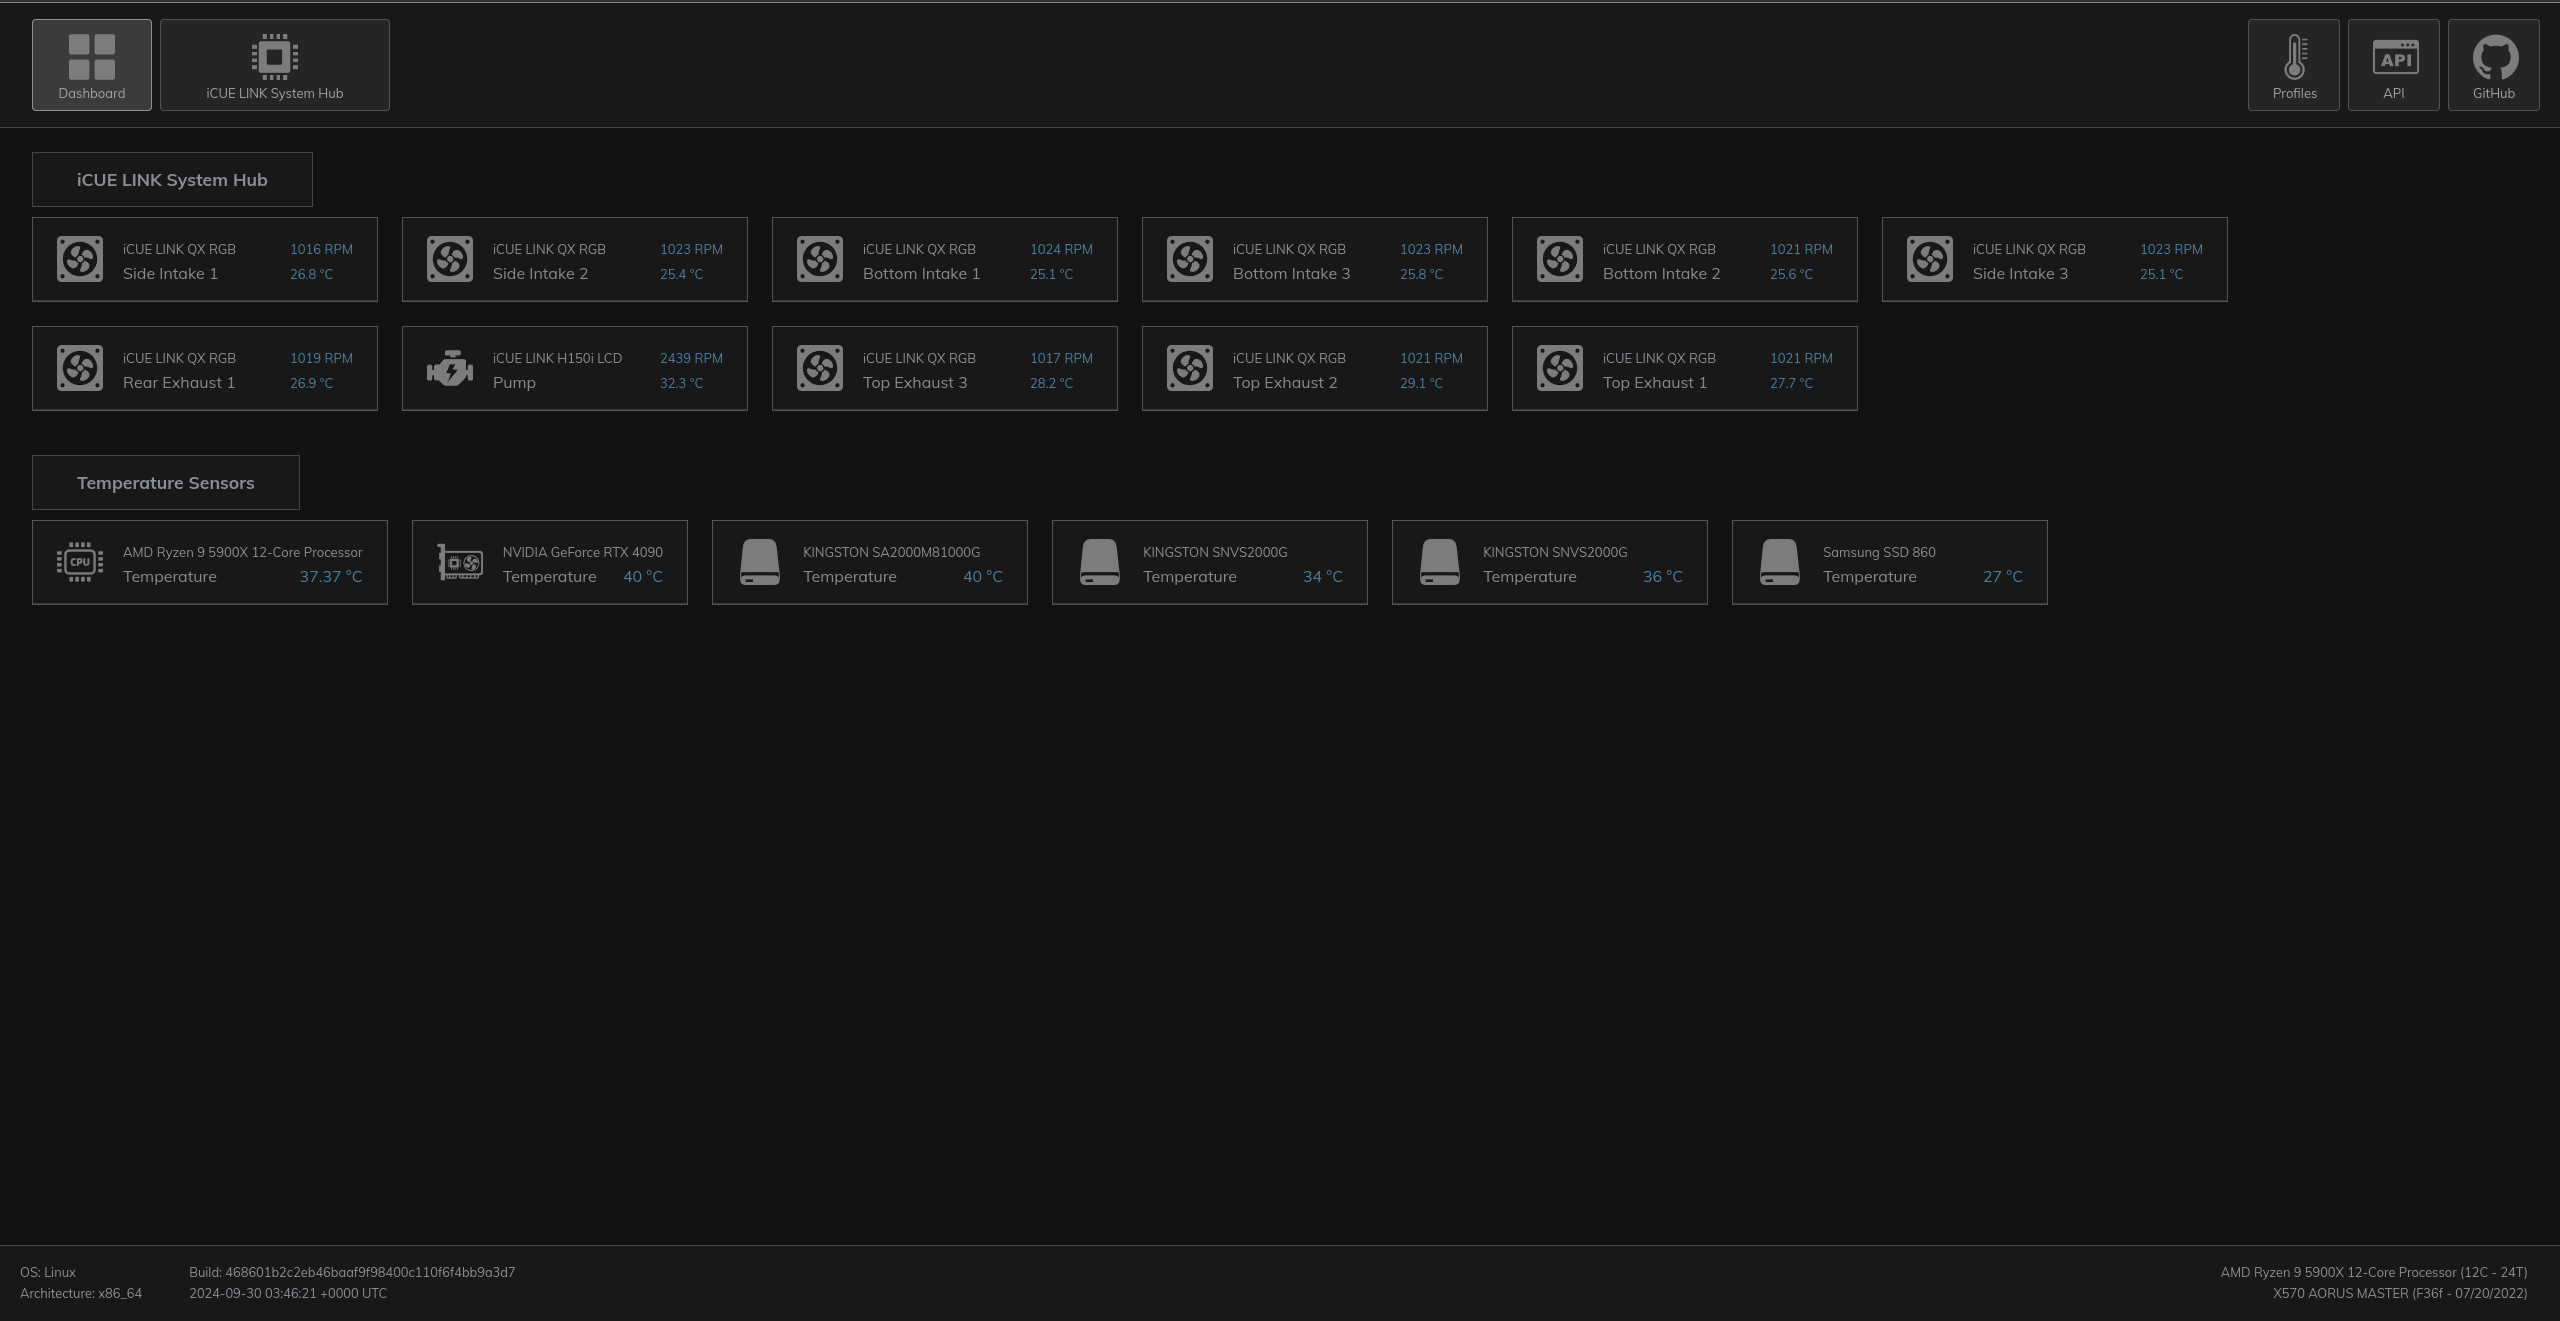 Dashboard
iCUE LINK System Hub
Profiles
API
API
GitHub
iCUE LINK System Hub
iCUE LINK QX RGB 1016 RPM
Side Intake 1 26.8 °C
iCUE LINK QX RGB 1023 RPM
Side Intake 2 25.4 °C
iCUE LINK QX RGB 1024 RPM
Bottom Intake 1 25.1 °C
iCUE LINK QX RGB 1023 RPM
Bottom Intake 3 25.8 °C
iCUE LINK QX RGB 1021 RPM
Bottom Intake 2 25.6 °C
iCUE LINK QX RGB 1023 RPM
Side Intake 3 25.1 °C
iCUE LINK QX RGB 1019 RPM
Rear Exhaust 1 26.9 °C
iCUE LINK H150i LCD 2439 RPM
Pump 32.3 °C
iCUE LINK QX RGB 1017 RPM
Top Exhaust 3 28.2 °C
iCUE LINK QX RGB 1021 RPM
Top Exhaust 2 29.1 °C
iCUE LINK QX RGB 1021 RPM
Top Exhaust 1 27.7 °C
Temperature Sensors
CPU
AMD Ryzen 9 5900X 12-Core Processor
Temperature 37.37 °C
NVIDIA GeForce RTX 4090
Temperature 40 °C
KINGSTON SA2000M81000G
Temperature 40 °C
KINGSTON SNVS2000G
Temperature 34 °C
KINGSTON SNVS2000G
Temperature 36 °C
Samsung SSD 860
Temperature 27 °C
OS: Linux
Architecture: x86_64
Build: 468601b2c2eb46baaf9f98400c110f6f4bb9a3d7
2024-09-30 03:46:21 +0000 UTC
AMD Ryzen 9 5900X 12-Core Processor (12C - 24T)
X570 AORUS MASTER (F36f - 07/20/2022)